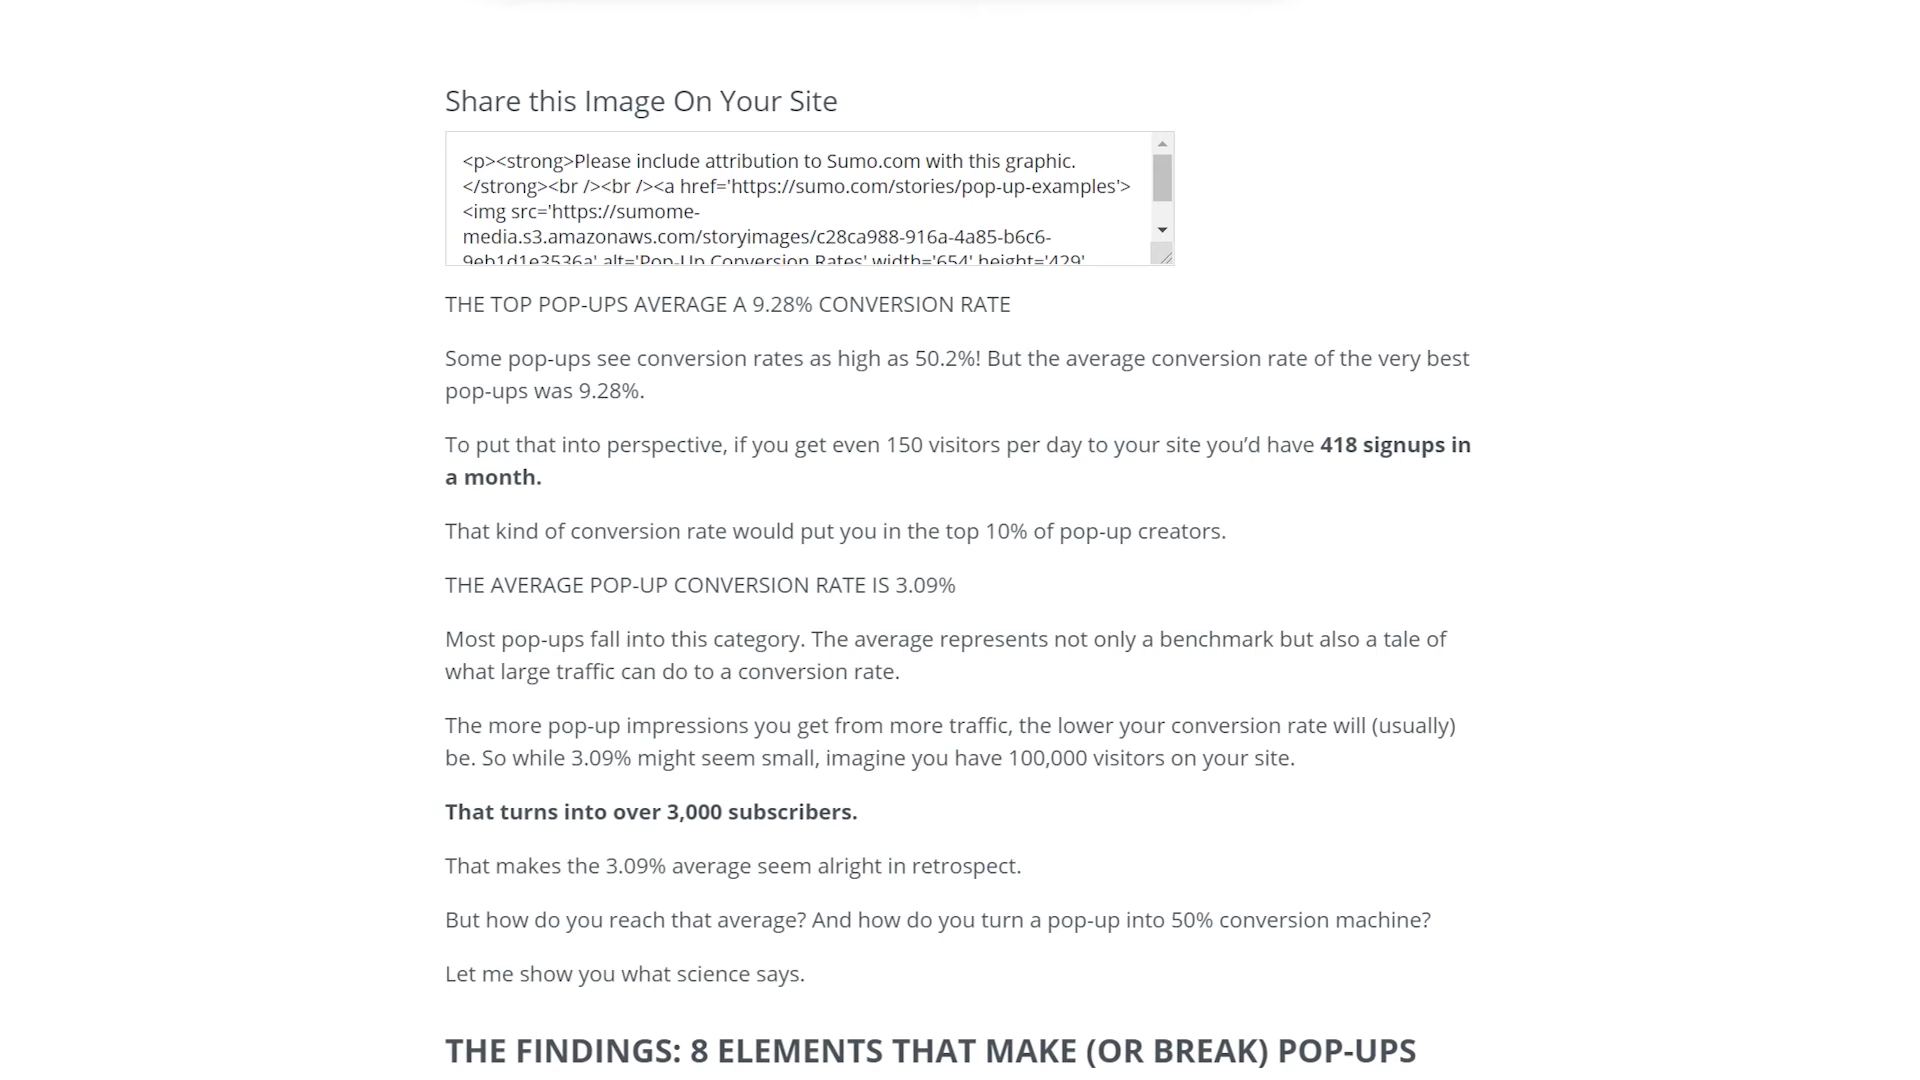 Share this Image On Your Site
<p><strong>Please include attribution to Sumo.com with this graphic.
</strong><br /><br /><a href='https://sumo.com/stories/pop-up-examples'>
<img src='https://sumome-
media.s3.amazonaws.com/storyimages/c28ca988-916a-4a85-b6c6-
9eb1d1e3536a' alt='Pop-Up Conversion Rates' width='654' height='429'
THE TOP POP-UPS AVERAGE A 9.28% CONVERSION RATE
Some pop-ups see conversion rates as high as 50.2%! But the average conversion rate of the very best
pop-ups was 9.28%.
To put that into perspective, if you get even 150 visitors per day to your site you’d have 418 signups in
a month.
That kind of conversion rate would put you in the top 10% of pop-up creators.
THE AVERAGE POP-UP CONVERSION RATE IS 3.09%
Most pop-ups fall into this category. The average represents not only a benchmark but also a tale of
what large traffic can do to a conversion rate.
The more pop-up impressions you get from more traffic, the lower your conversion rate will (usually)
be. So while 3.09% might seem small, imagine you have 100,000 visitors on your site.
That turns into over 3,000 subscribers.
That makes the 3.09% average seem alright in retrospect.
But how do you reach that average? And how do you turn a pop-up into 50% conversion machine?
Let me show you what science says.
THE FINDINGS: 8 ELEMENTS THAT MAKE (OR BREAK) POP-UPS